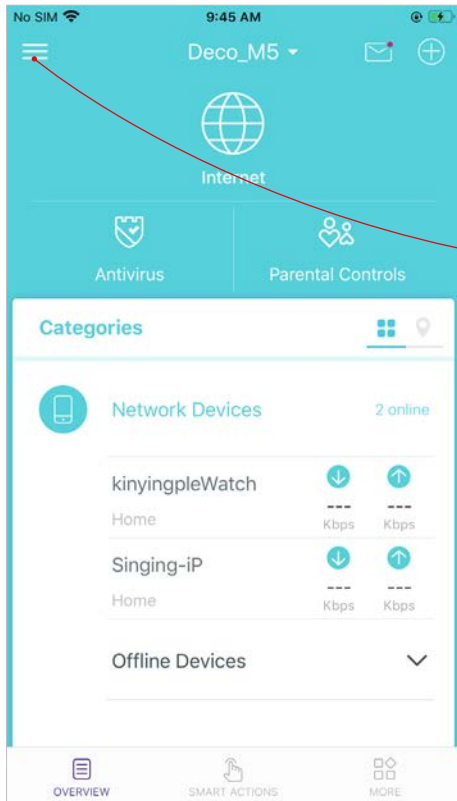 No SIM 9:45 AM
Deco_M5
Internet
Antivirus Parental Controls
Categories
Network Devices 2 online
kinyingpleWatch --- ---
Home Kbps Kbps
Singing-iP --- ---
Home Kbps Kbps
Offline Devices
OVERVIEW SMART ACTIONS MORE